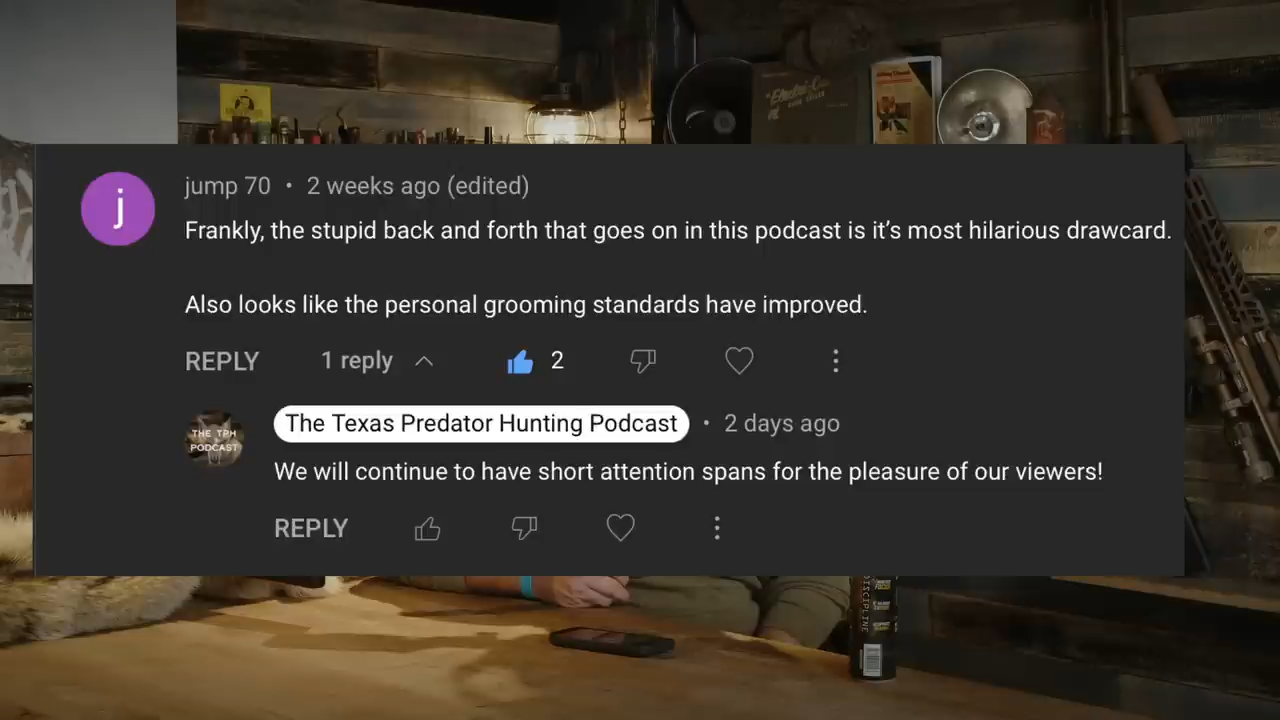 jump 70 • 2 weeks ago (edited)
Frankly, the stupid back and forth that goes on in this podcast is it's most hilarious drawcard.
Also looks like the personal grooming standards have improved.
REPLY 1 reply 2
THE TPH
PODCAST
The Texas Predator Hunting Podcast • 2 days ago
We will continue to have short attention spans for the pleasure of our viewers!
REPLY
DISCIPLINE